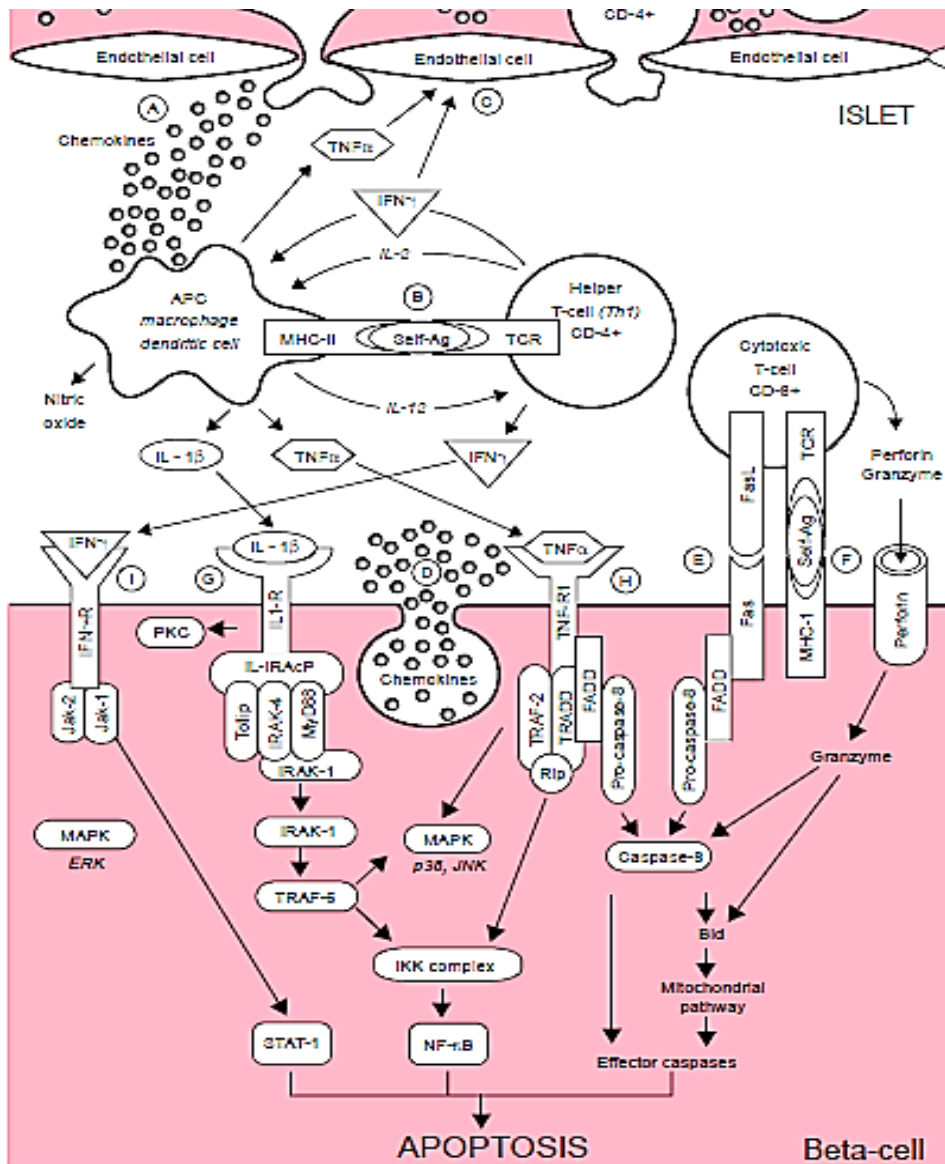 CD-4+
Endothelial cell
Endothelial cell
Endothelial cell
A
C
ISLET
Chemokines
TNFα
IFNγ
IL-2
B
APC
macrophage
dendritic cell
MHC-II
Self-Ag
TCR
Helper
T-cell (Th1)
CD-4+
Cytotoxic
T-cell
CD-8+
Nitric
oxide
IL-12
IL - 1β
TNFα
IFNγ
FasL
TCR
Perforin
Granzyme
IFNγ
IL - 1β
TNFα
Self-Ag
I
G
D
H
E
F
IFNγ-R
IL1-R
TNF-R1
Fas
MHC-1
Perforin
PKC
IL-IRAcP
Chemokines
Jak-2
Jak-1
Tolip
IRAK-4
MyD88
TRAF-2
TRADD
FADD
Pro-caspase-8
Pro-caspase-8
FADD
IRAK-1
Rip
Granzyme
MAPK
ERK
IRAK-1
MAPK
p38, JNK
Caspase-8
TRAF-6
Bid
IKK complex
Mitochondrial
pathway
STAT-1
NF-κB
Effector caspases
APOPTOSIS
Beta-cell